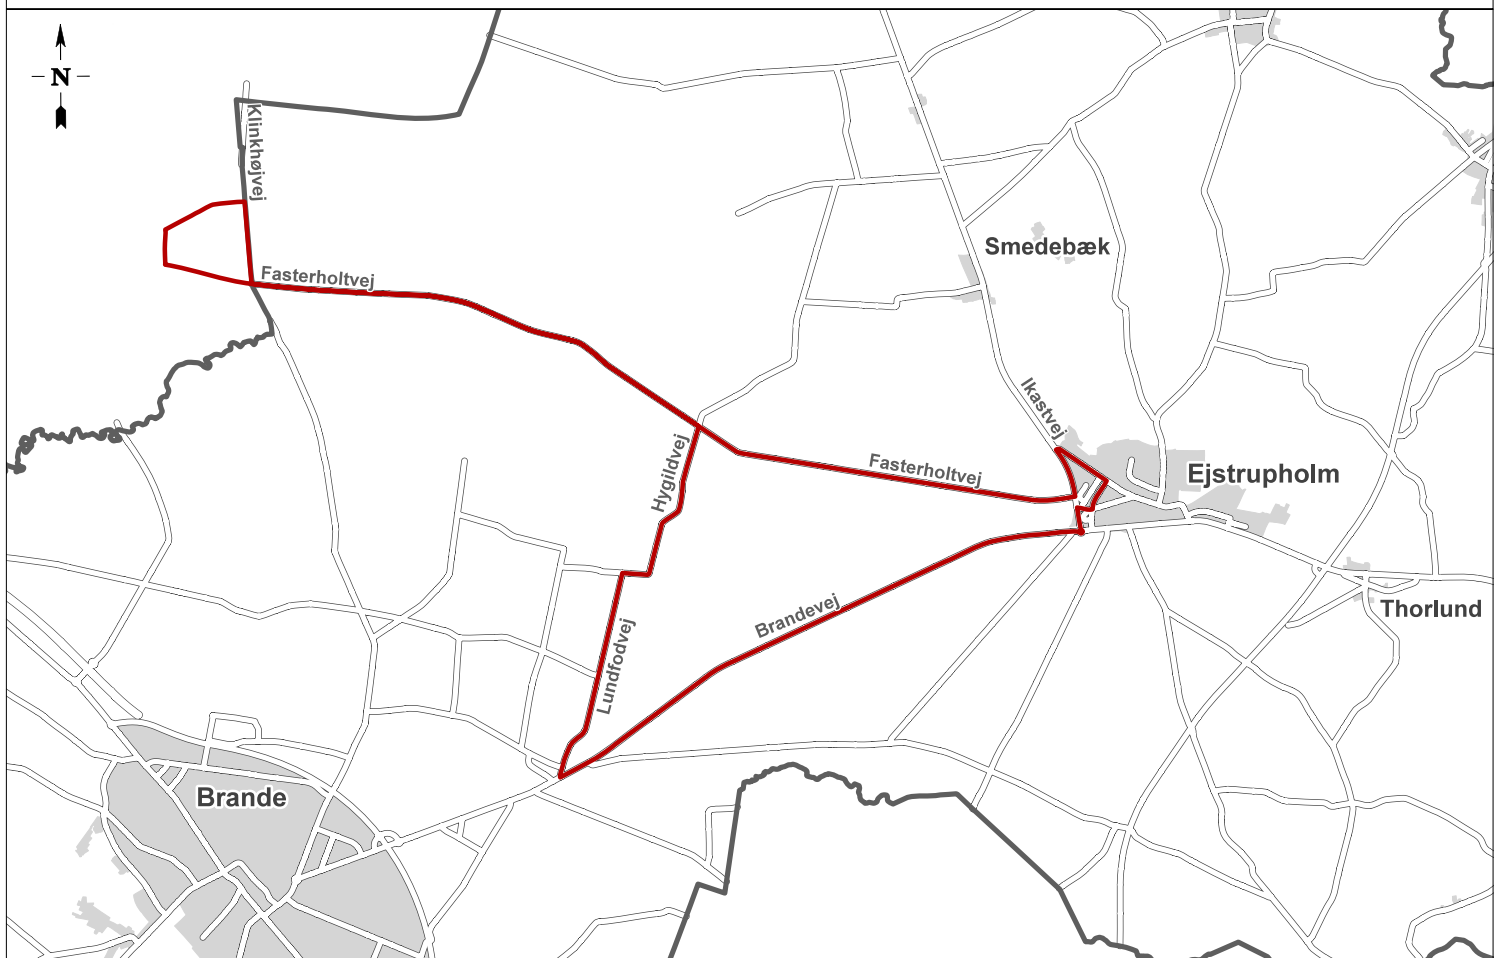 N
Klinkhøjvej
Smedebæk
Fasterholtvej
Ikastvej
Hygildvej
Fasterholtvej
Ejstrupholm
Brandevej
Thorlund
Lundfodvej
Brande